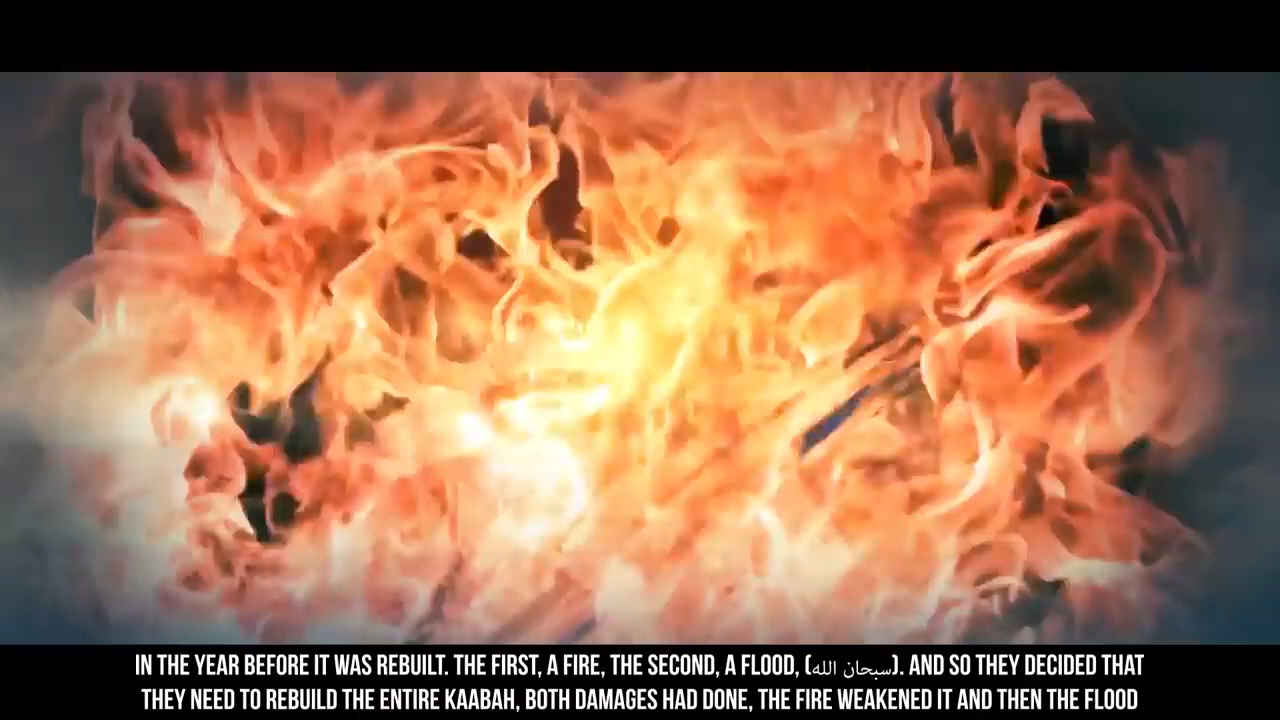 IN THE YEAR BEFORE IT WAS REBUILT. THE FIRST, A FIRE, THE SECOND, A FLOOD, (سبحان الله). AND SO THEY DECIDED THAT
THEY NEED TO REBUILD THE ENTIRE KAABAH, BOTH DAMAGES HAD DONE, THE FIRE WEAKENED IT AND THEN THE FLOOD